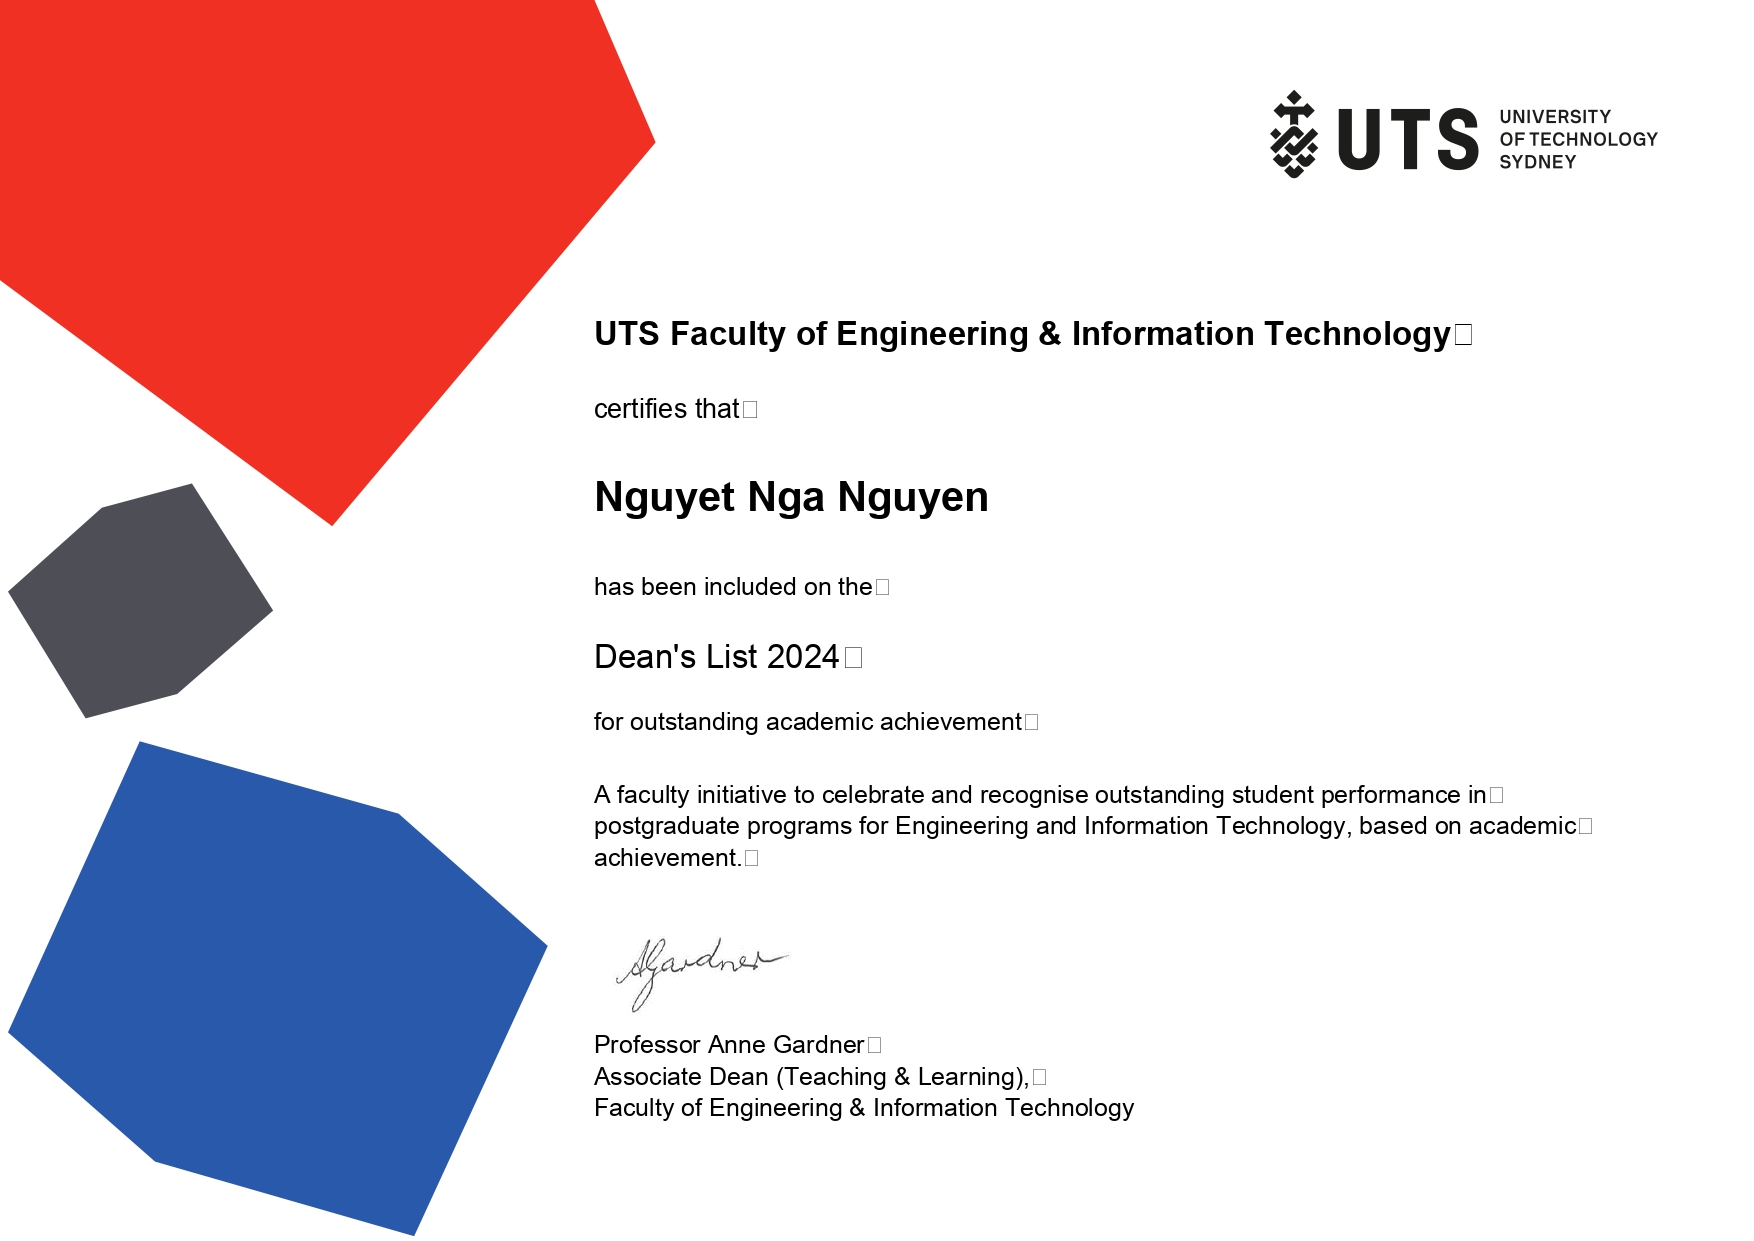 UTS
UNIVERSITY
OF TECHNOLOGY
SYDNEY
UTS Faculty of Engineering & Information Technology
certifies that
Nguyet Nga Nguyen
has been included on the
Dean's List 2024
for outstanding academic achievement
A faculty initiative to celebrate and recognise outstanding student performance in
postgraduate programs for Engineering and Information Technology, based on academic
achievement.
AGardner
Professor Anne Gardner
Associate Dean (Teaching & Learning),
Faculty of Engineering & Information Technology